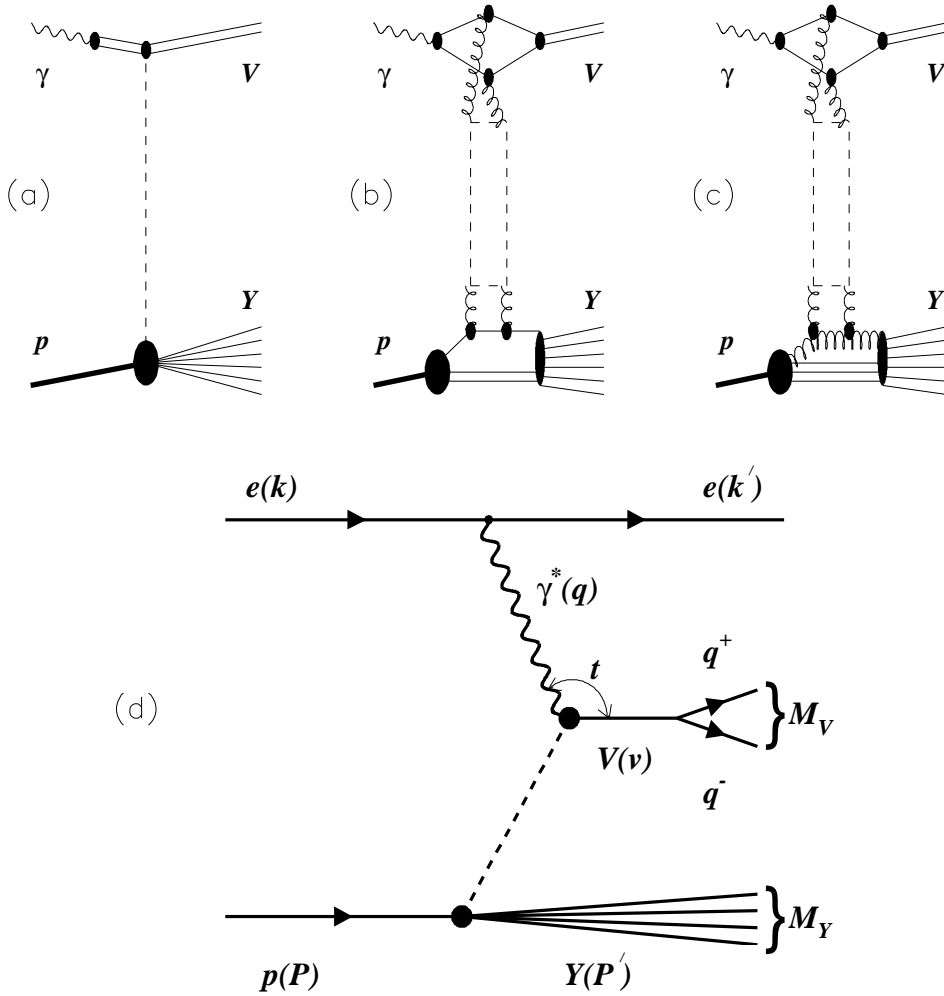 γ V γ V γ V
(a) (b) (c)
Y Y Y
p p p
e(k) e(k′)
γ*(q)
q⁺
t
(d) } M_V
V(v)
q⁻
} M_Y
p(P) Y(P′)